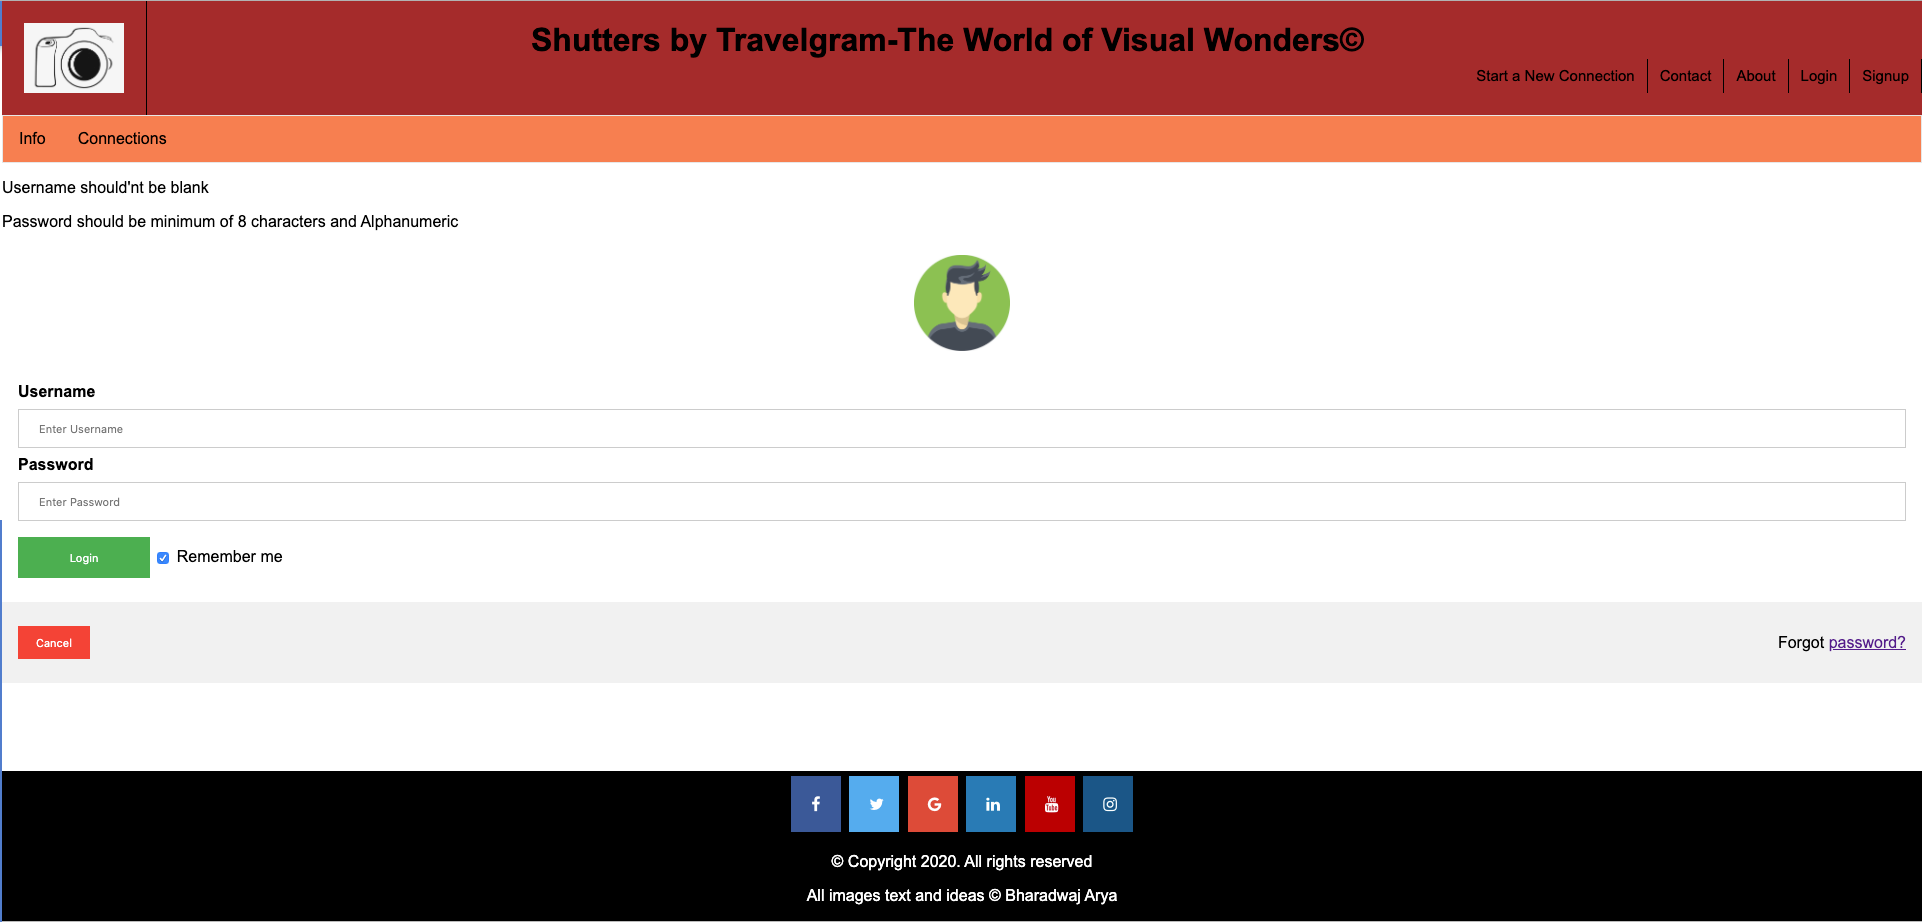 Shutters by Travelgram-The World of Visual Wonders©
Start a New Connection Contact About Login Signup
Info Connections
Username should'nt be blank
Password should be minimum of 8 characters and Alphanumeric
Username
Enter Username
Password
Enter Password
Login Remember me
Cancel Forgot password?
You Tube
© Copyright 2020. All rights reserved
All images text and ideas © Bharadwaj Arya